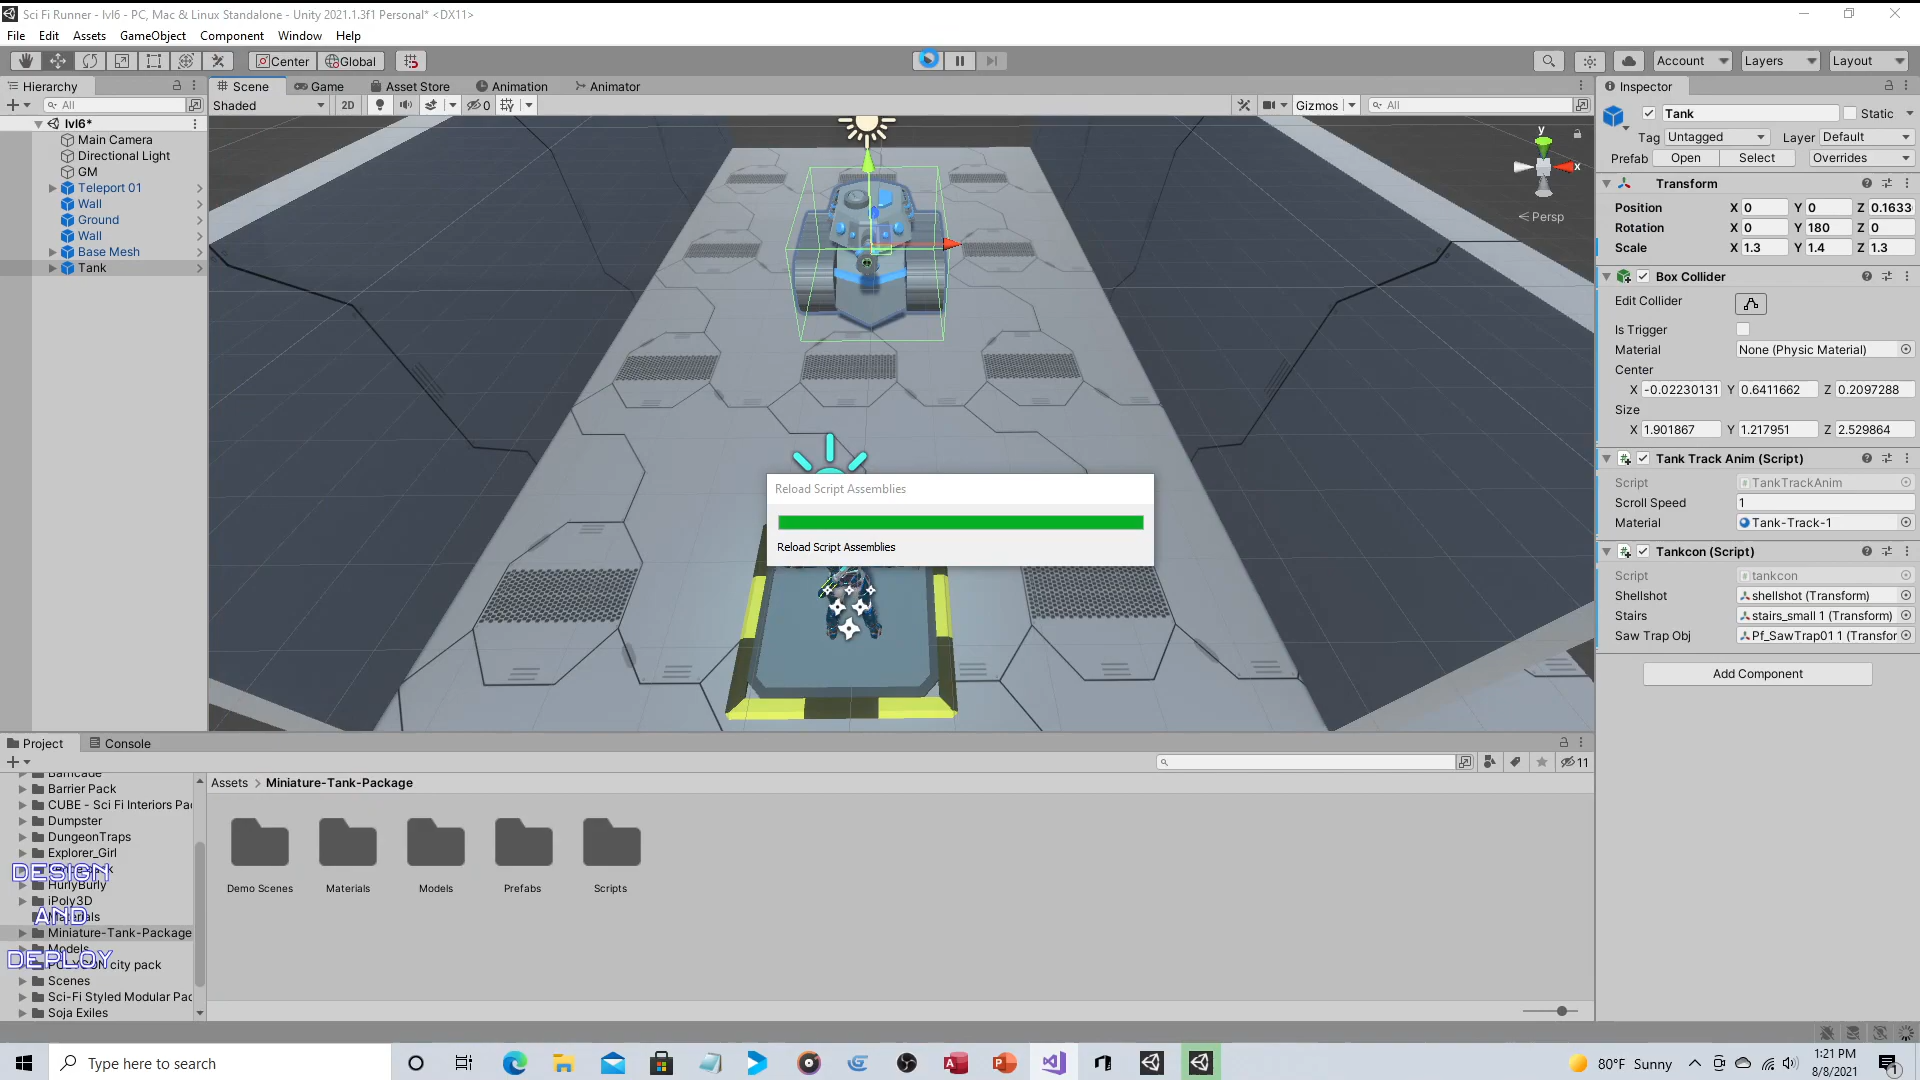 Sci Fi Runner - lvl6 - PC, Mac & Linux Standalone - Unity 2021.1.3f1 Personal* <DX11>
File Edit Assets GameObject Component Window Help
Center Global Account Layers Layout
Hierarchy Scene Game Asset Store Animation Animator Inspector
All Shaded 2D 0 Gizmos All
Tank Static
Tag Untagged Layer Default
Prefab Open Select Overrides
lvl6*
Main Camera
Directional Light
GM
Teleport 01
Wall
Ground
Wall
Base Mesh
Tank
y
x
Persp
Transform
Position X 0 Y 0 Z 0.1633
Rotation X 0 Y 180 Z 0
Scale X 1.3 Y 1.4 Z 1.3
Box Collider
Edit Collider
Is Trigger
Material None (Physic Material)
Center
X -0.02230131 Y 0.6411662 Z 0.2097288
Size
X 1.901867 Y 1.217951 Z 2.529864
Tank Track Anim (Script)
Script TankTrackAnim
Scroll Speed 1
Material Tank-Track-1
Tankcon (Script)
Script tankcon
Shellshot shellshot (Transform)
Stairs stairs_small 1 (Transform)
Saw Trap Obj Pf_SawTrap01 1 (Transfor
Add Component
Reload Script Assemblies
Reload Script Assemblies
Project Console
11
Barricade
Barrier Pack
CUBE - Sci Fi Interiors Pac
Dumpster
DungeonTraps
Explorer_Girl
HurlyBurly
iPoly3D
Materials
Miniature-Tank-Package
Models
city pack
Scenes
Sci-Fi Styled Modular Pac
Soja Exiles
DESIGN
AND
DEPLOY
Assets > Miniature-Tank-Package
Demo Scenes Materials Models Prefabs Scripts
Type here to search
80°F Sunny
1:21 PM
8/8/2021
1